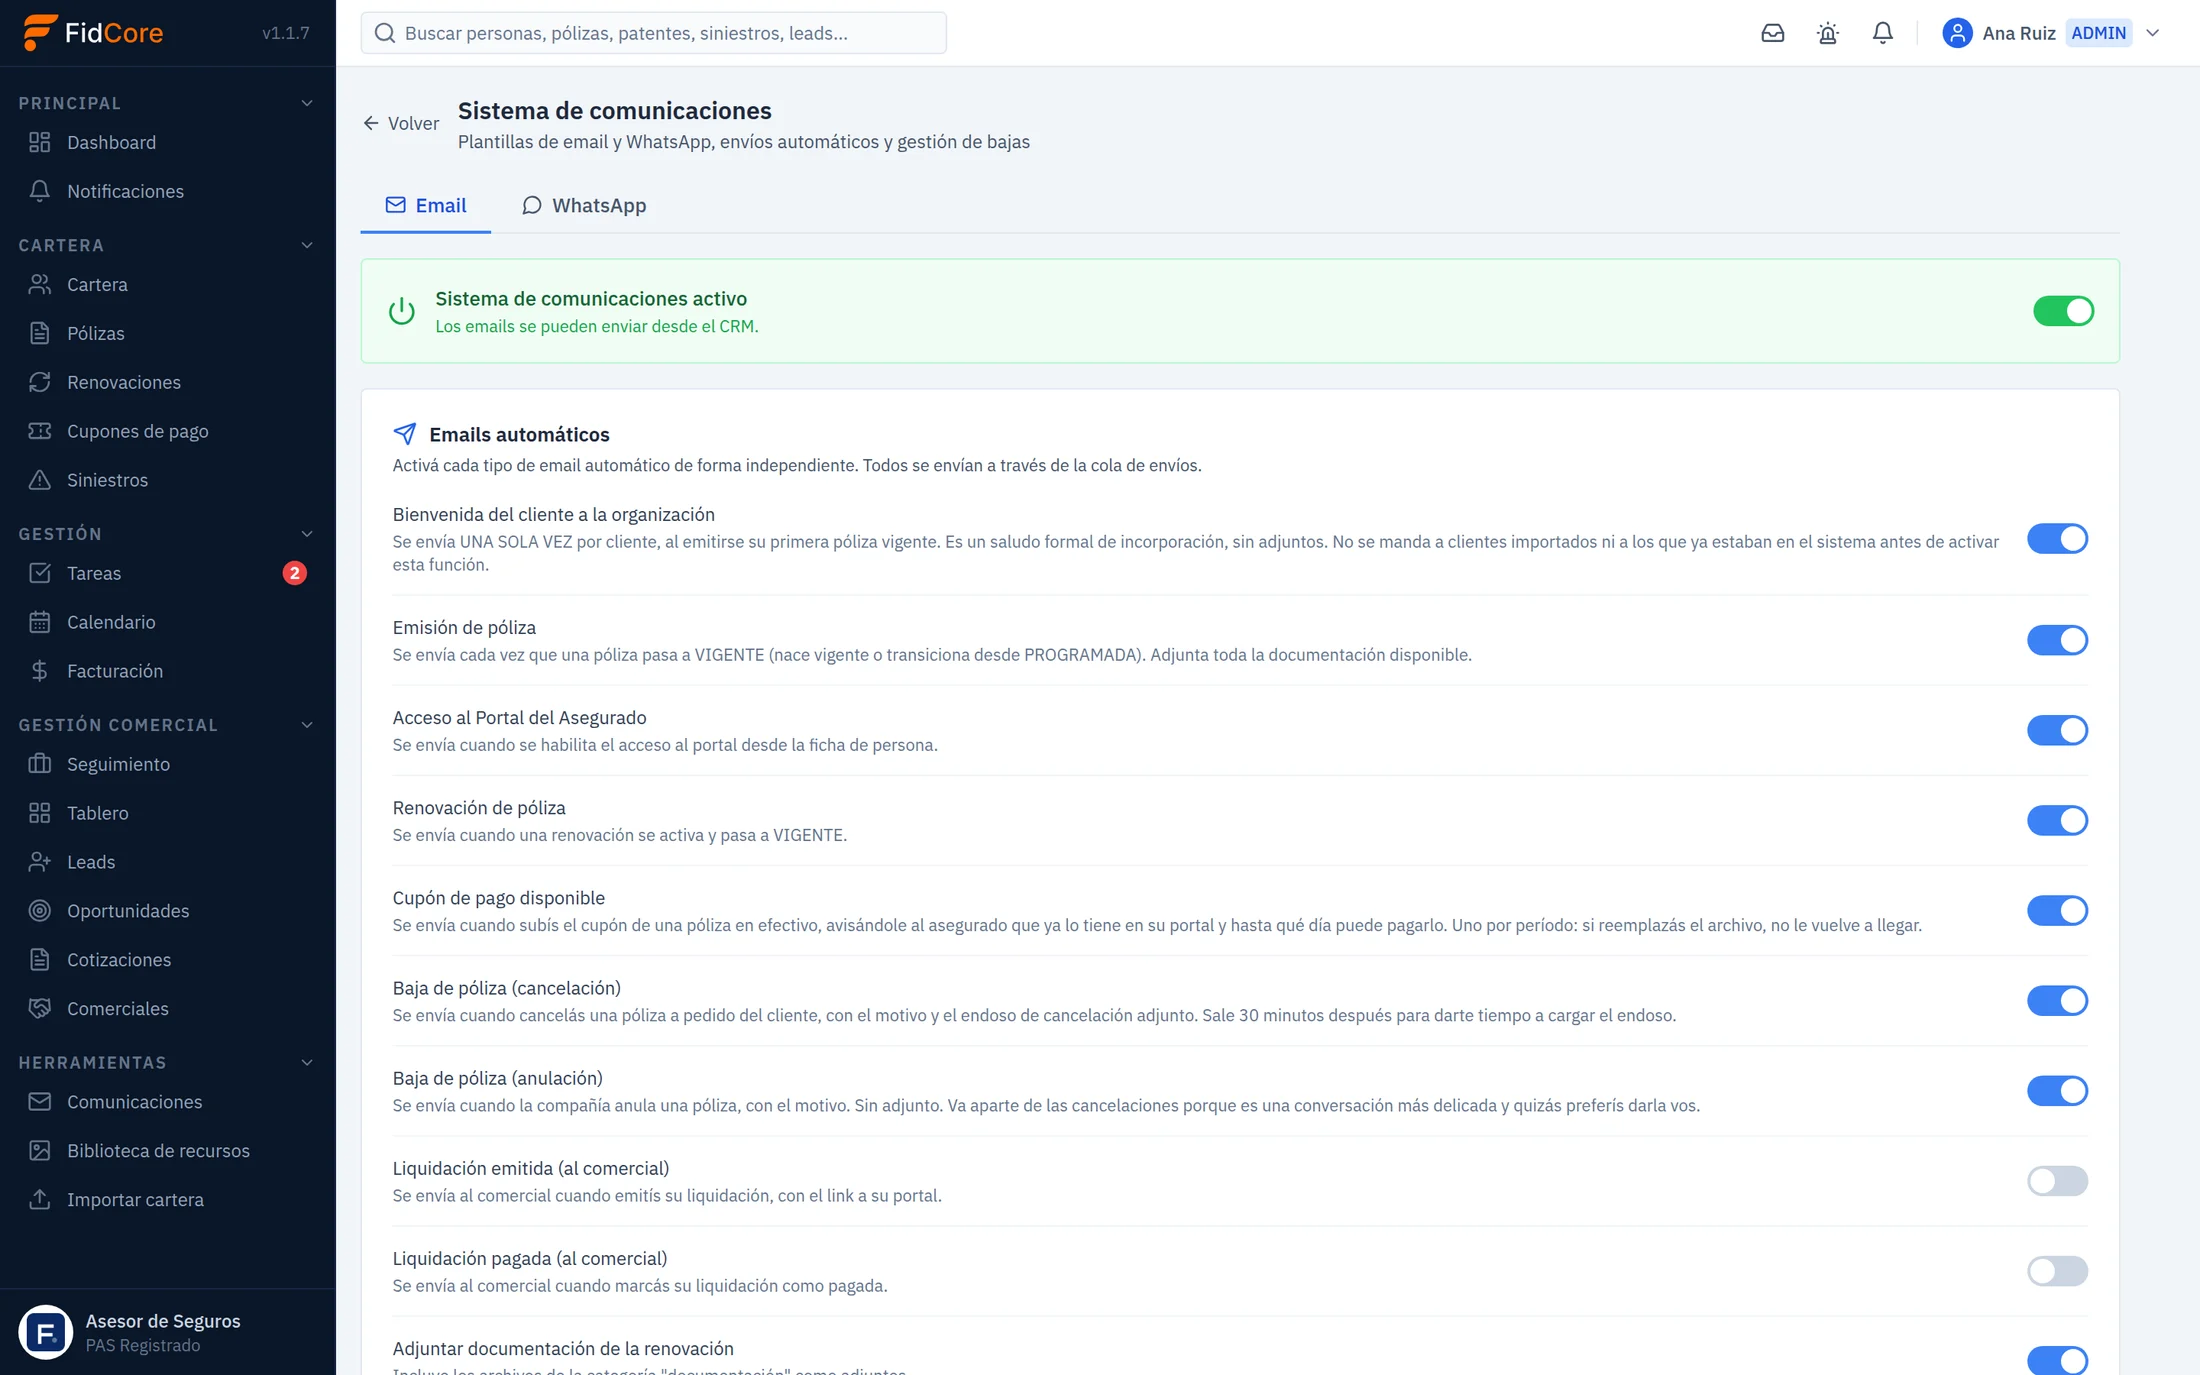 FidCore
v1.1.7
Buscar personas, pólizas, patentes, siniestros, leads...
Ana Ruiz
ADMIN
PRINCIPAL
Dashboard
Notificaciones
CARTERA
Cartera
Pólizas
Renovaciones
Cupones de pago
Siniestros
GESTIÓN
Tareas
2
Calendario
Facturación
GESTIÓN COMERCIAL
Seguimiento
Tablero
Leads
Oportunidades
Cotizaciones
Comerciales
HERRAMIENTAS
Comunicaciones
Biblioteca de recursos
Importar cartera
F.
Asesor de Seguros
PAS Registrado
Volver
Sistema de comunicaciones
Plantillas de email y WhatsApp, envíos automáticos y gestión de bajas
Email
WhatsApp
Sistema de comunicaciones activo
Los emails se pueden enviar desde el CRM.
Emails automáticos
Activá cada tipo de email automático de forma independiente. Todos se envían a través de la cola de envíos.
Bienvenida del cliente a la organización
Se envía UNA SOLA VEZ por cliente, al emitirse su primera póliza vigente. Es un saludo formal de incorporación, sin adjuntos. No se manda a clientes importados ni a los que ya estaban en el sistema antes de activar
esta función.
Emisión de póliza
Se envía cada vez que una póliza pasa a VIGENTE (nace vigente o transiciona desde PROGRAMADA). Adjunta toda la documentación disponible.
Acceso al Portal del Asegurado
Se envía cuando se habilita el acceso al portal desde la ficha de persona.
Renovación de póliza
Se envía cuando una renovación se activa y pasa a VIGENTE.
Cupón de pago disponible
Se envía cuando subís el cupón de una póliza en efectivo, avisándole al asegurado que ya lo tiene en su portal y hasta qué día puede pagarlo. Uno por período: si reemplazás el archivo, no le vuelve a llegar.
Baja de póliza (cancelación)
Se envía cuando cancelás una póliza a pedido del cliente, con el motivo y el endoso de cancelación adjunto. Sale 30 minutos después para darte tiempo a cargar el endoso.
Baja de póliza (anulación)
Se envía cuando la compañía anula una póliza, con el motivo. Sin adjunto. Va aparte de las cancelaciones porque es una conversación más delicada y quizás preferís darla vos.
Liquidación emitida (al comercial)
Se envía al comercial cuando emitís su liquidación, con el link a su portal.
Liquidación pagada (al comercial)
Se envía al comercial cuando marcás su liquidación como pagada.
Adjuntar documentación de la renovación
Incluye los archivos de la categoría "documentación" como adjuntos.